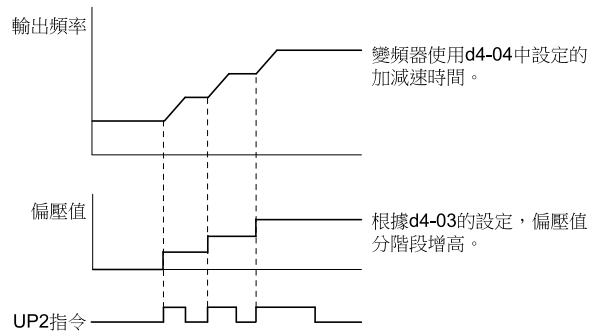 輸出頻率
變頻器使用d4-04中設定的
加減速時間。
偏壓值
根據d4-03的設定，偏壓值
分階段增高。
UP2指令